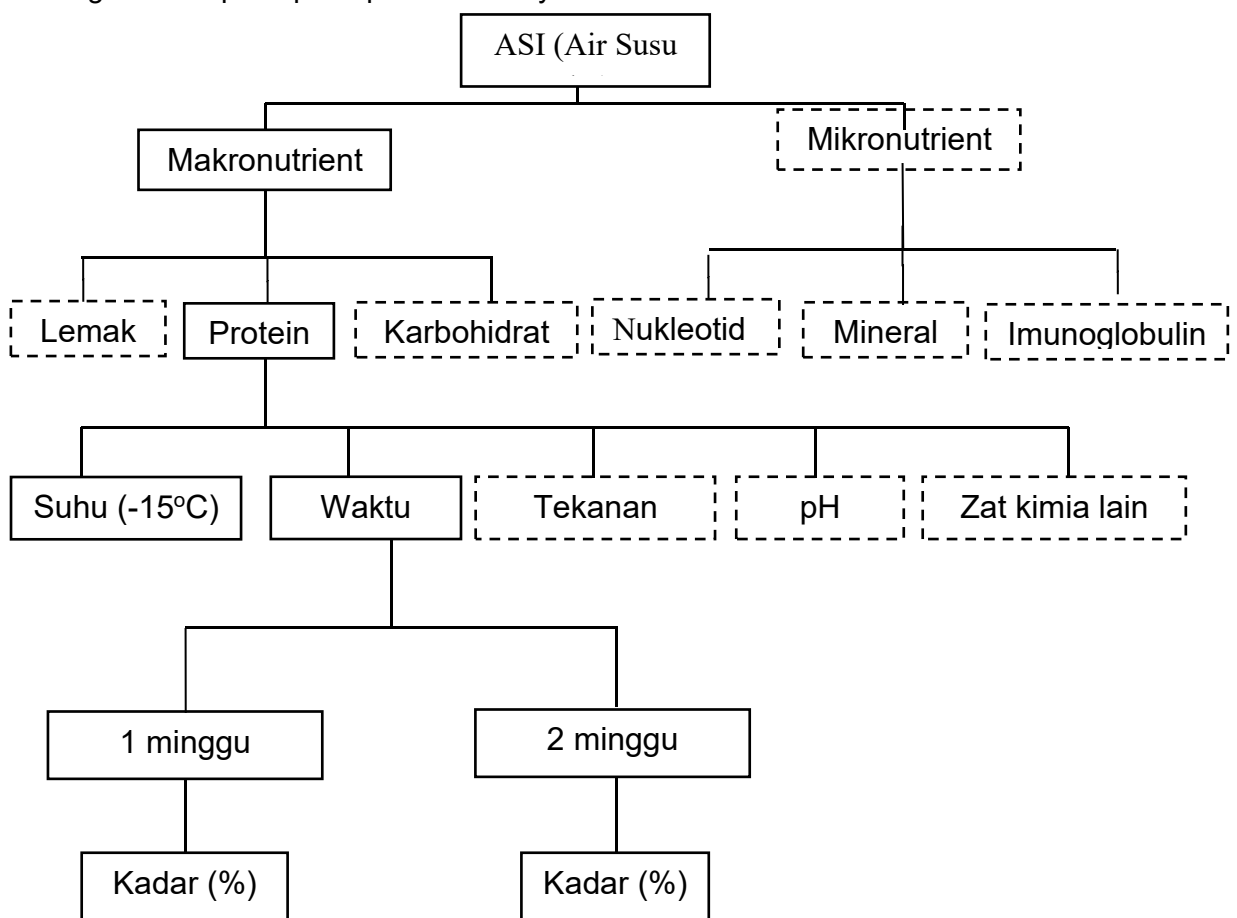 ASI (Air Susu
Makronutrient
Mikronutrient
Lemak
Protein
Karbohidrat
Nukleotid
Mineral
Imunoglobulin
Suhu (-15ºC)
Waktu
Tekanan
pH
Zat kimia lain
1 minggu
2 minggu
Kadar (%)
Kadar (%)